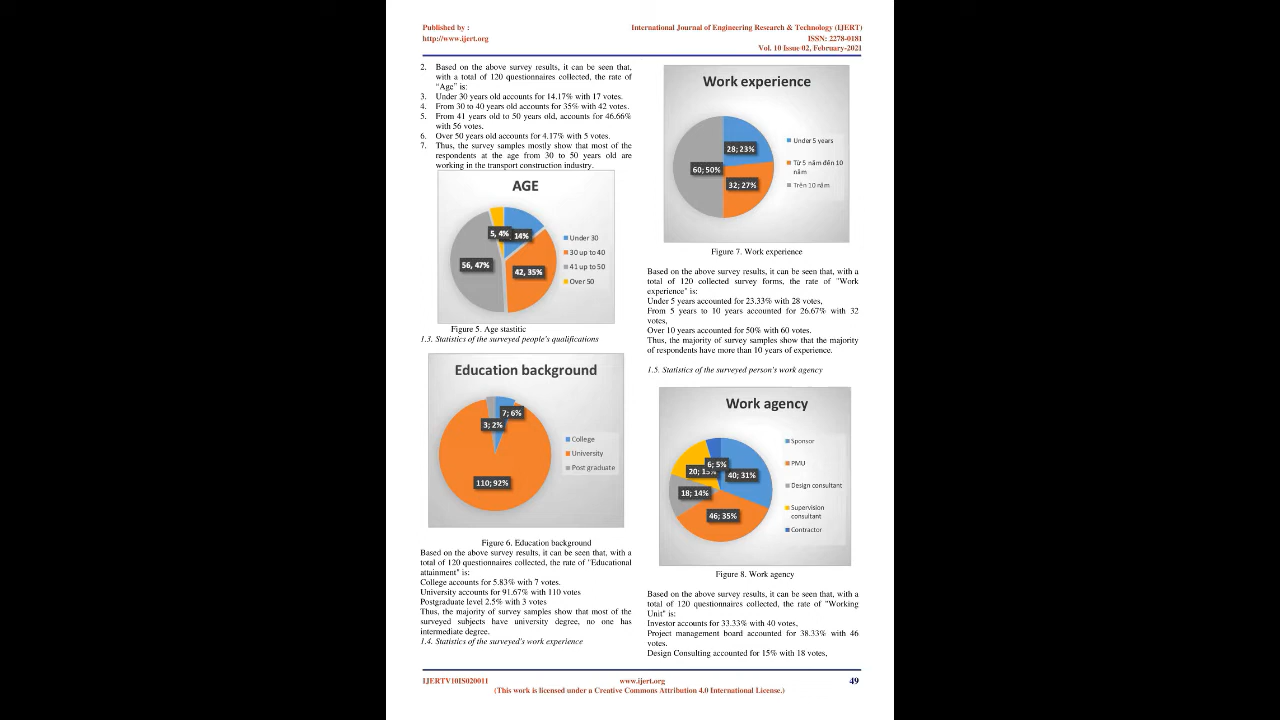 Published by :
http://www.ijert.org
International Journal of Engineering Research & Technology (IJERT)
ISSN: 2278-0181
Vol. 10 Issue 02, February-2021
2. Based on the above survey results, it can be seen that,
with a total of 120 questionnaires collected, the rate of
“Age” is:
3. Under 30 years old accounts for 14.17% with 17 votes.
4. From 30 to 40 years old accounts for 35% with 42 votes.
5. From 41 years old to 50 years old, accounts for 46.66%
with 56 votes.
6. Over 50 years old accounts for 4.17% with 5 votes.
7. Thus, the survey samples mostly show that most of the
respondents at the age from 30 to 50 years old are
working in the transport construction industry.
AGE
5, 4%
14%
56, 47%
42, 35%
Under 30
30 up to 40
41 up to 50
Over 50
Figure 5. Age stastitic
1.3. Statistics of the surveyed people's qualifications
Education background
7; 6%
3; 2%
110; 92%
College
University
Post graduate
Figure 6. Education background
Based on the above survey results, it can be seen that, with a
total of 120 questionnaires collected, the rate of "Educational
attainment" is:
College accounts for 5.83% with 7 votes.
University accounts for 91.67% with 110 votes
Postgraduate level 2.5% with 3 votes
Thus, the majority of survey samples show that most of the
surveyed subjects have university degree, no one has
intermediate degree.
1.4. Statistics of the surveyed's work experience
Work experience
28; 23%
60; 50%
32; 27%
Under 5 years
Từ 5 năm đến 10
năm
Trên 10 năm
Figure 7. Work experience
Based on the above survey results, it can be seen that, with a
total of 120 collected survey forms, the rate of "Work
experience" is:
Under 5 years accounted for 23.33% with 28 votes,
From 5 years to 10 years accounted for 26.67% with 32
votes,
Over 10 years accounted for 50% with 60 votes.
Thus, the majority of survey samples show that the majority
of respondents have more than 10 years of experience.
1.5. Statistics of the surveyed person's work agency
Work agency
6; 5%
20; 15%
40; 31%
18; 14%
46; 35%
Sponsor
PMU
Design consultant
Supervision
consultant
Contractor
Figure 8. Work agency
Based on the above survey results, it can be seen that, with a
total of 120 questionnaires collected, the rate of "Working
Unit" is:
Investor accounts for 33.33% with 40 votes,
Project management board accounted for 38.33% with 46
votes.
Design Consulting accounted for 15% with 18 votes,
IJERTV10IS020011
www.ijert.org
49
(This work is licensed under a Creative Commons Attribution 4.0 International License.)